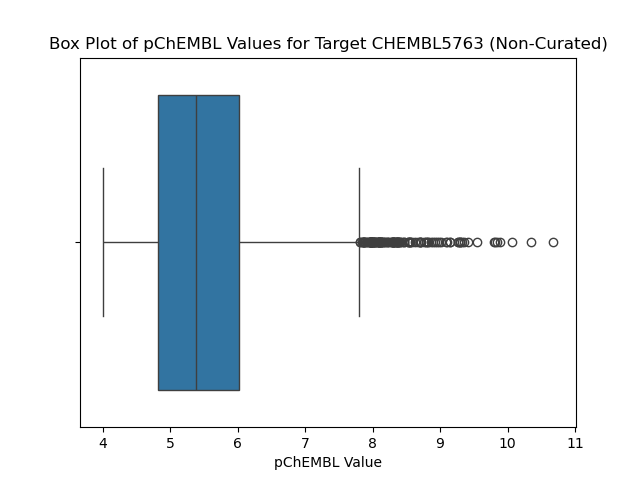 Box Plot of pChEMBL Values for Target CHEMBL5763 (Non-Curated)
4 5 6 7 8 9 10 11
pChEMBL Value